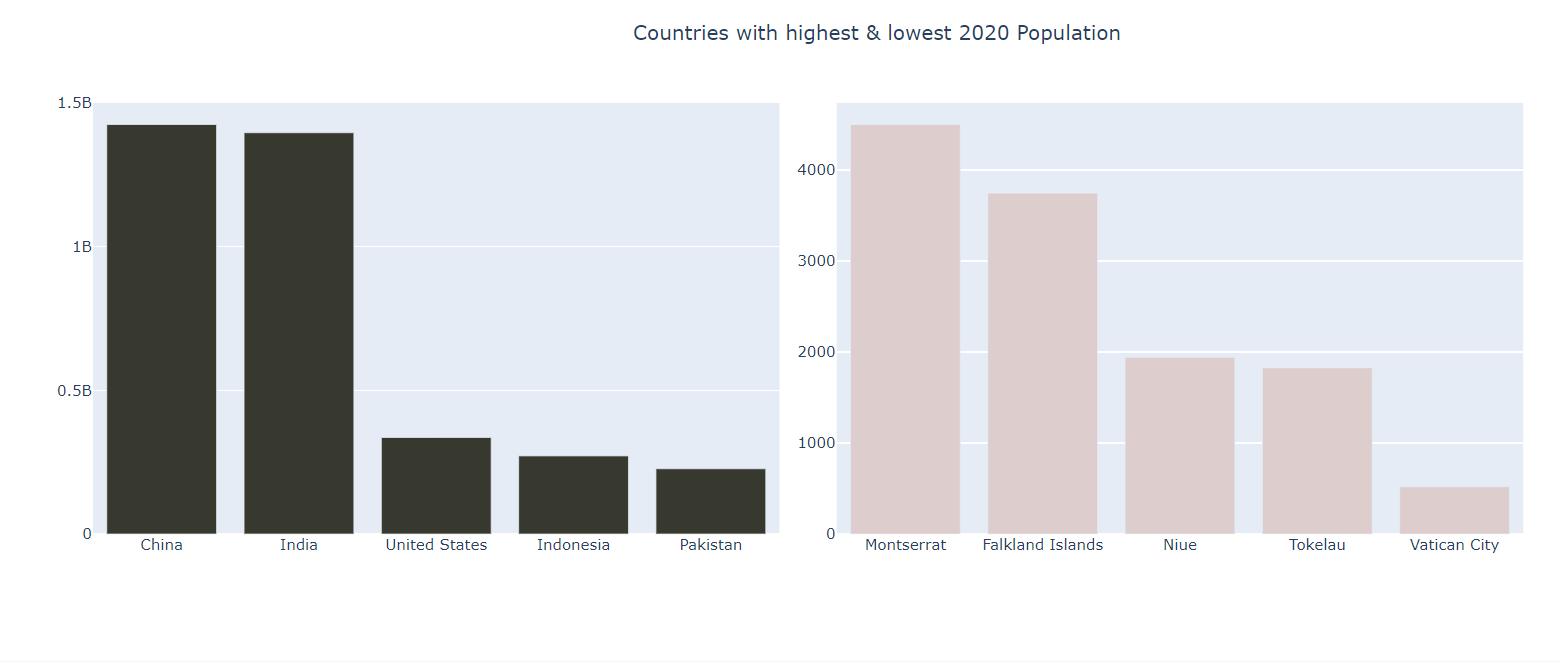 Countries with highest & lowest 2020 Population
1.5B
1B
0.5B
0
China India United States Indonesia Pakistan
4000
3000
2000
1000
0
Montserrat Falkland Islands Niue Tokelau Vatican City